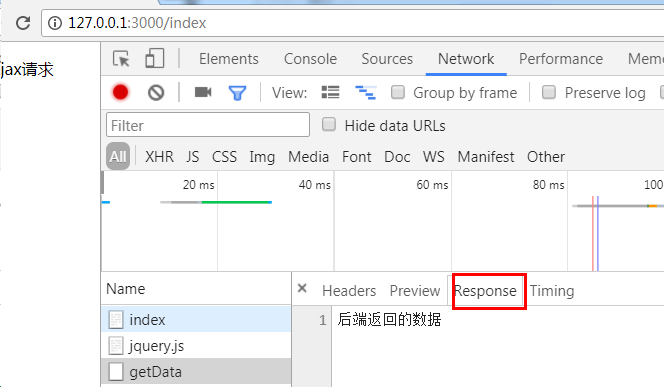 127.0.0.1:3000/index
jax请求
Elements Console Sources Network Performance Memo
View: Group by frame Preserve log
Filter Hide data URLs
All XHR JS CSS Img Media Font Doc WS Manifest Other
20 ms 40 ms 60 ms 80 ms 100
Name × Headers Preview Response Timing
index 1 后端返回的数据
jquery.js
getData